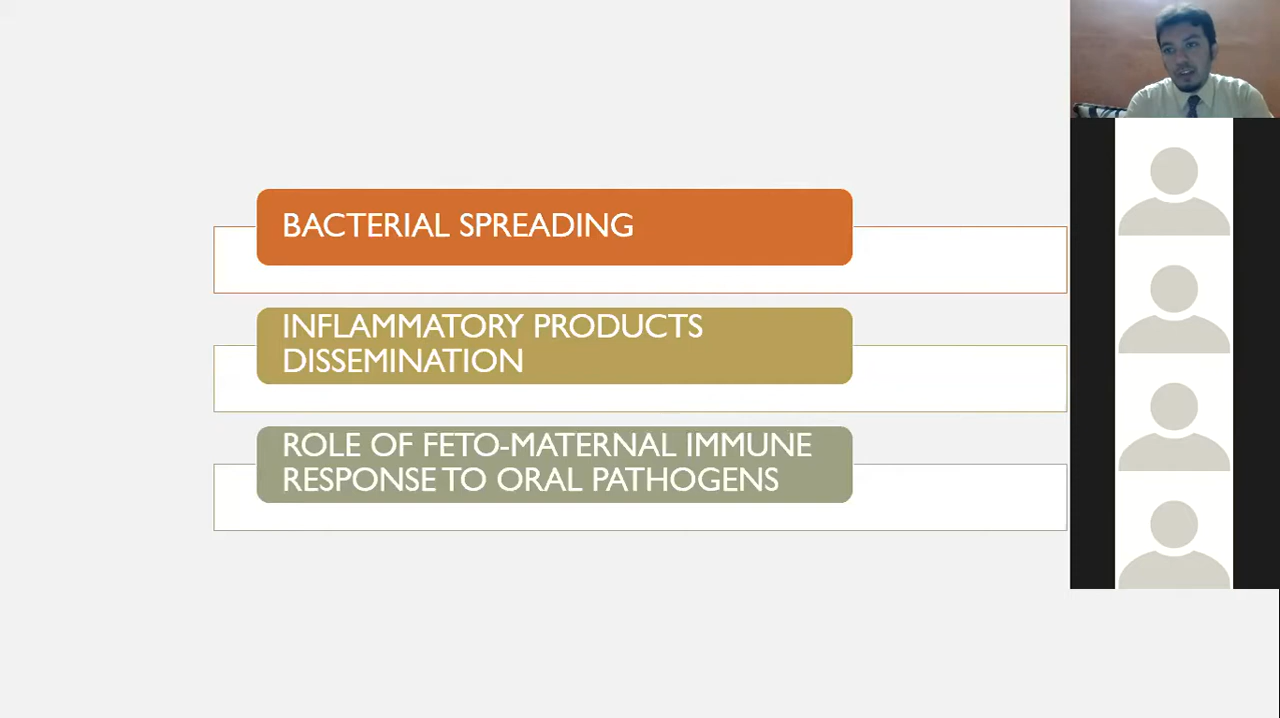 BACTERIAL SPREADING
INFLAMMATORY PRODUCTS
DISSEMINATION
ROLE OF FETO-MATERNAL IMMUNE
RESPONSE TO ORAL PATHOGENS